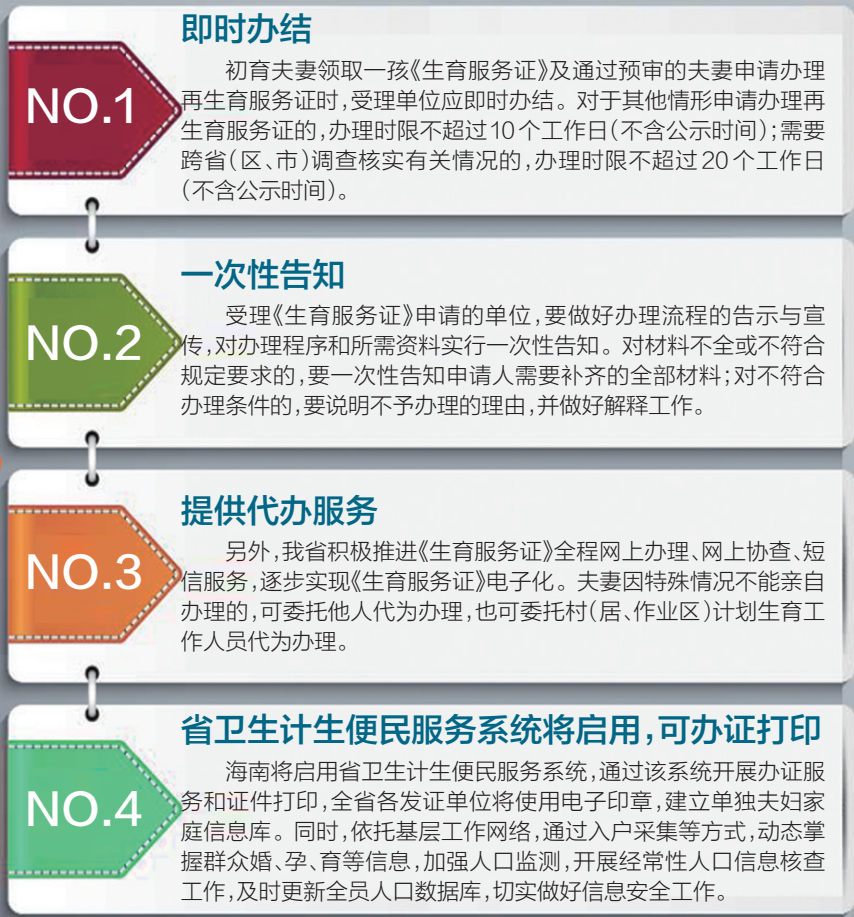 即时办结
NO.1
初育夫妻领取一孩《生育服务证》及通过预审的夫妻申请办理
再生育服务证时,受理单位应即时办结。对于其他情形申请办理再
生育服务证的,办理时限不超过10个工作日(不含公示时间);需要
跨省(区、市)调查核实有关情况的,办理时限不超过20个工作日
(不含公示时间)。
一次性告知
NO.2
受理《生育服务证》申请的单位,要做好办理流程的告示与宣
传,对办理程序和所需资料实行一次性告知。对材料不全或不符合
规定要求的,要一次性告知申请人需要补齐的全部材料;对不符合
办理条件的,要说明不予办理的理由,并做好解释工作。
提供代办服务
NO.3
另外,我省积极推进《生育服务证》全程网上办理、网上协查、短
信服务,逐步实现《生育服务证》电子化。夫妻因特殊情况不能亲自
办理的,可委托他人代为办理,也可委托村(居、作业区)计划生育工
作人员代为办理。
省卫生计生便民服务系统将启用,可办证打印
NO.4
海南将启用省卫生计生便民服务系统,通过该系统开展办证服
务和证件打印,全省各发证单位将使用电子印章,建立单独夫妇家
庭信息库。同时,依托基层工作网络,通过入户采集等方式,动态掌
握群众婚、孕、育等信息,加强人口监测,开展经常性人口信息核查
工作,及时更新全员人口数据库,切实做好信息安全工作。